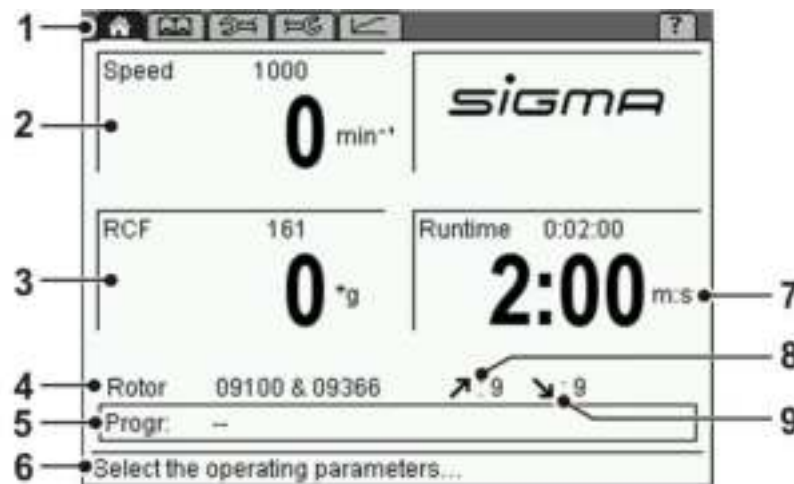 1 ?
Speed 1000
2 0 min⁻¹
sigma
RCF 161
3 0 *g
Runtime 0:02:00
2:00 m:s 7
8
4 Rotor 09100 & 09366 ↗: 9 ↘: 9
9
5 Progr: --
6 Select the operating parameters...